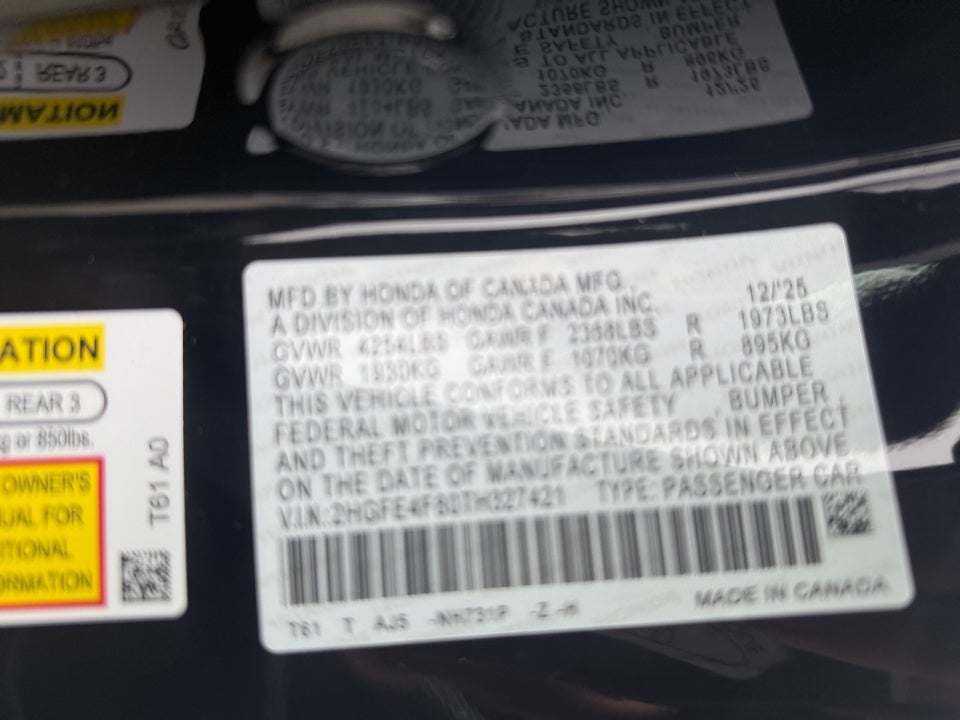 ATION
REAR 3
or 850lbs.
OWNER'S
UAL FOR
ITIONAL
ORMATION
T61 A0
MFD.BY HONDA OF CANADA MFG., 12/'25
A DIVISION OF HONDA CANADA INC.
GVWR 4254LBS GAWR F 2358LBS R 1973LBS
GVWR 1930KG GAWR F 1070KG R 895KG
THIS VEHICLE CONFORMS TO ALL APPLICABLE
FEDERAL MOTOR VEHICLE SAFETY , BUMPER ,
AND THEFT PREVENTION STANDARDS IN EFFECT
ON THE DATE OF MANUFACTURE SHOWN ABOVE.
V.I.N.: TYPE: PASSENGER CAR
MADE IN CANADA
T61 T AJ5 -NH731P -Z -H